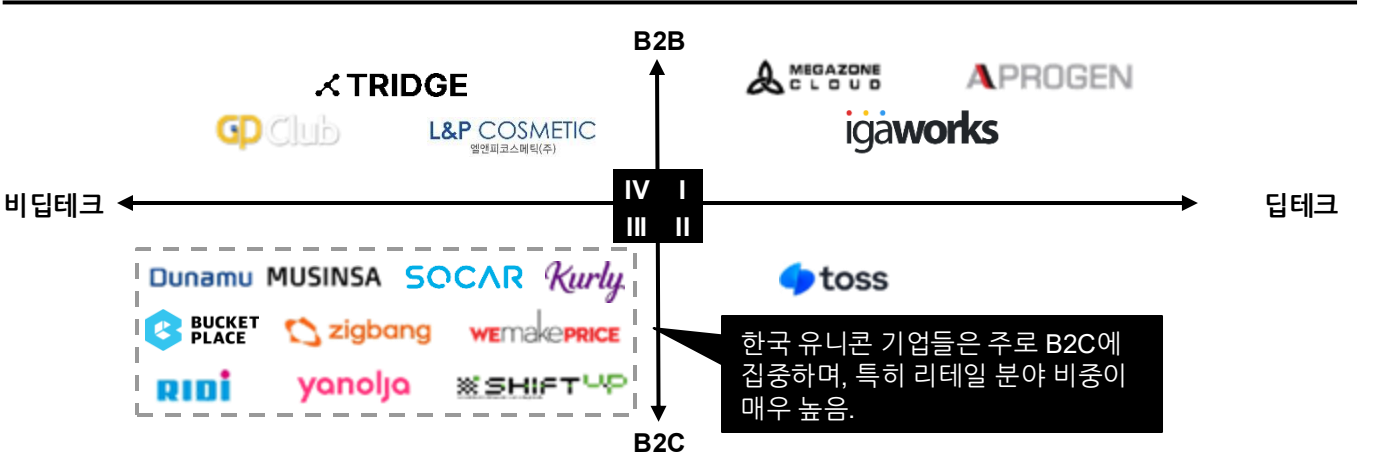 B2B
TRIDGE
MEGAZONE
CLOUD
APROGEN
GP Club
L&P COSMETIC
엘앤피코스메틱(주)
igaworks
비딥테크
IV I
III II
딥테크
Dunamu MUSINSA SOCAR Kurly
toss
BUCKET
PLACE
zigbang
wemakePRICE
한국 유니콘 기업들은 주로 B2C에
집중하며, 특히 리테일 분야 비중이
매우 높음.
RIDI yanolja SHIFTUP
B2C